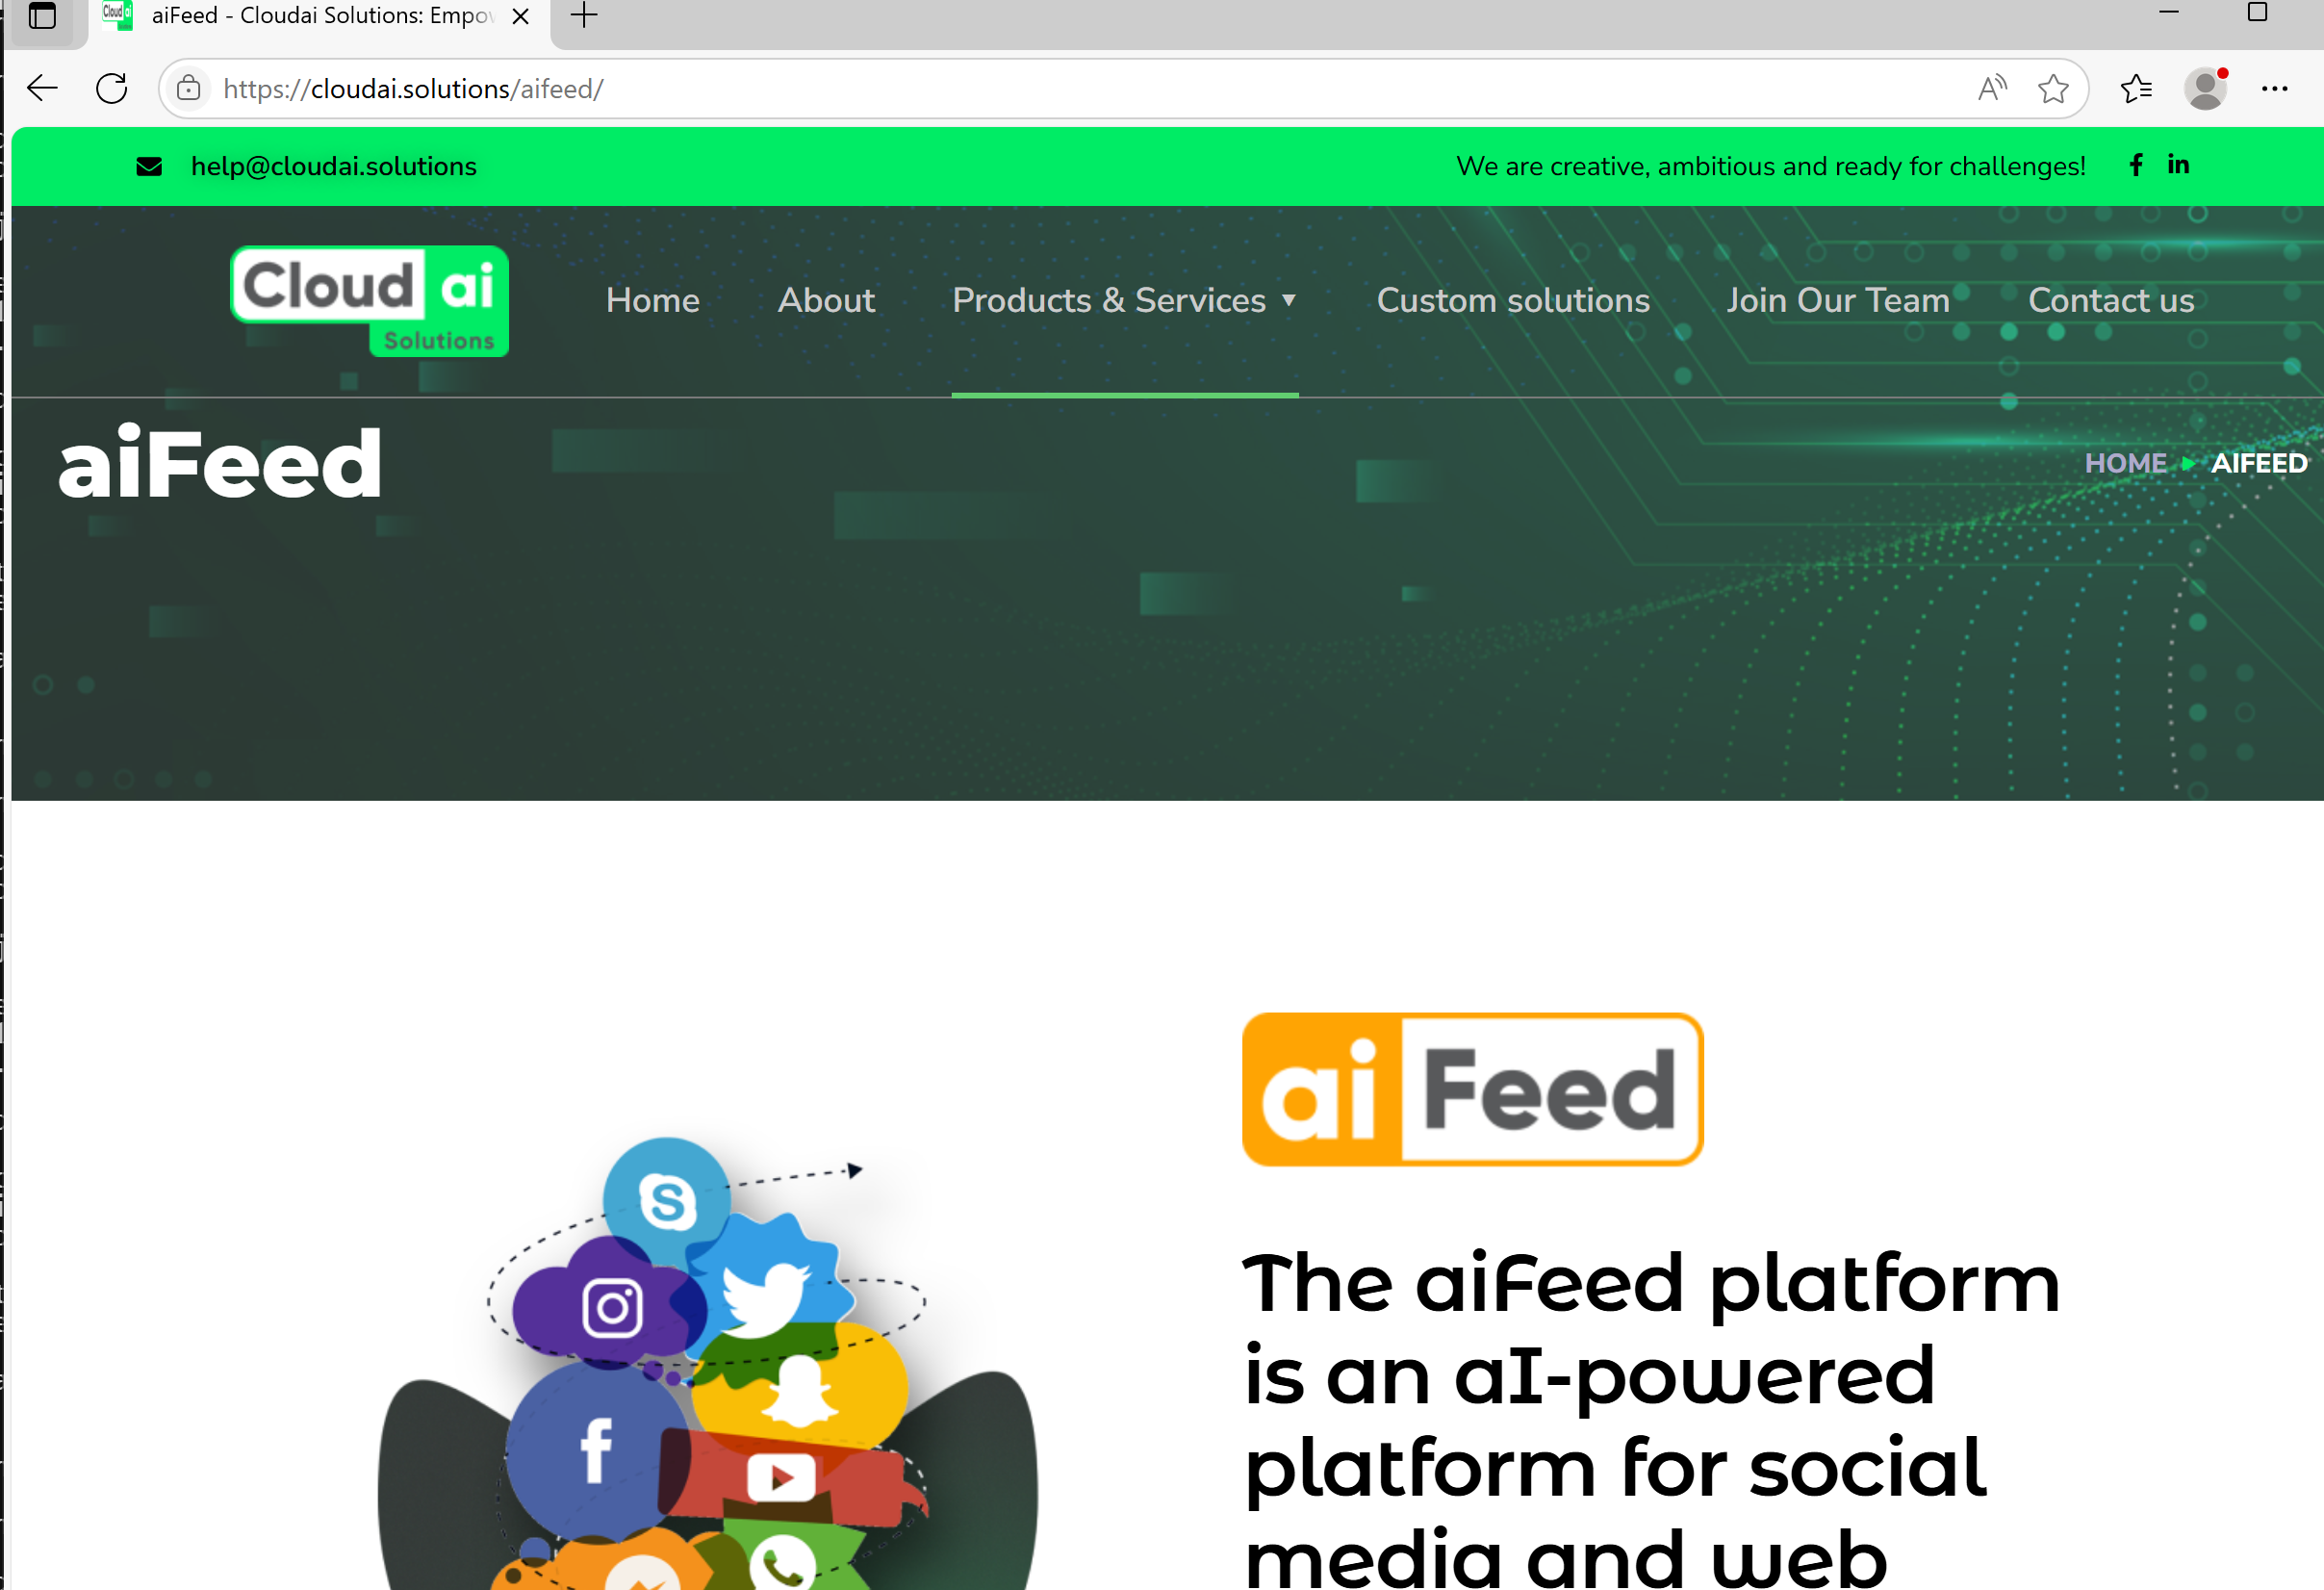 aiFeed - Cloudai Solutions: Empov
https://cloudai.solutions/aifeed/
help@cloudai.solutions
We are creative, ambitious and ready for challenges!
Cloud ai
Solutions
Home
About
Products & Services
Custom solutions
Join Our Team
Contact us
aiFeed
HOME
AIFEED
ai Feed
The aiFeed platform
is an aI-powered
platform for social
media and web